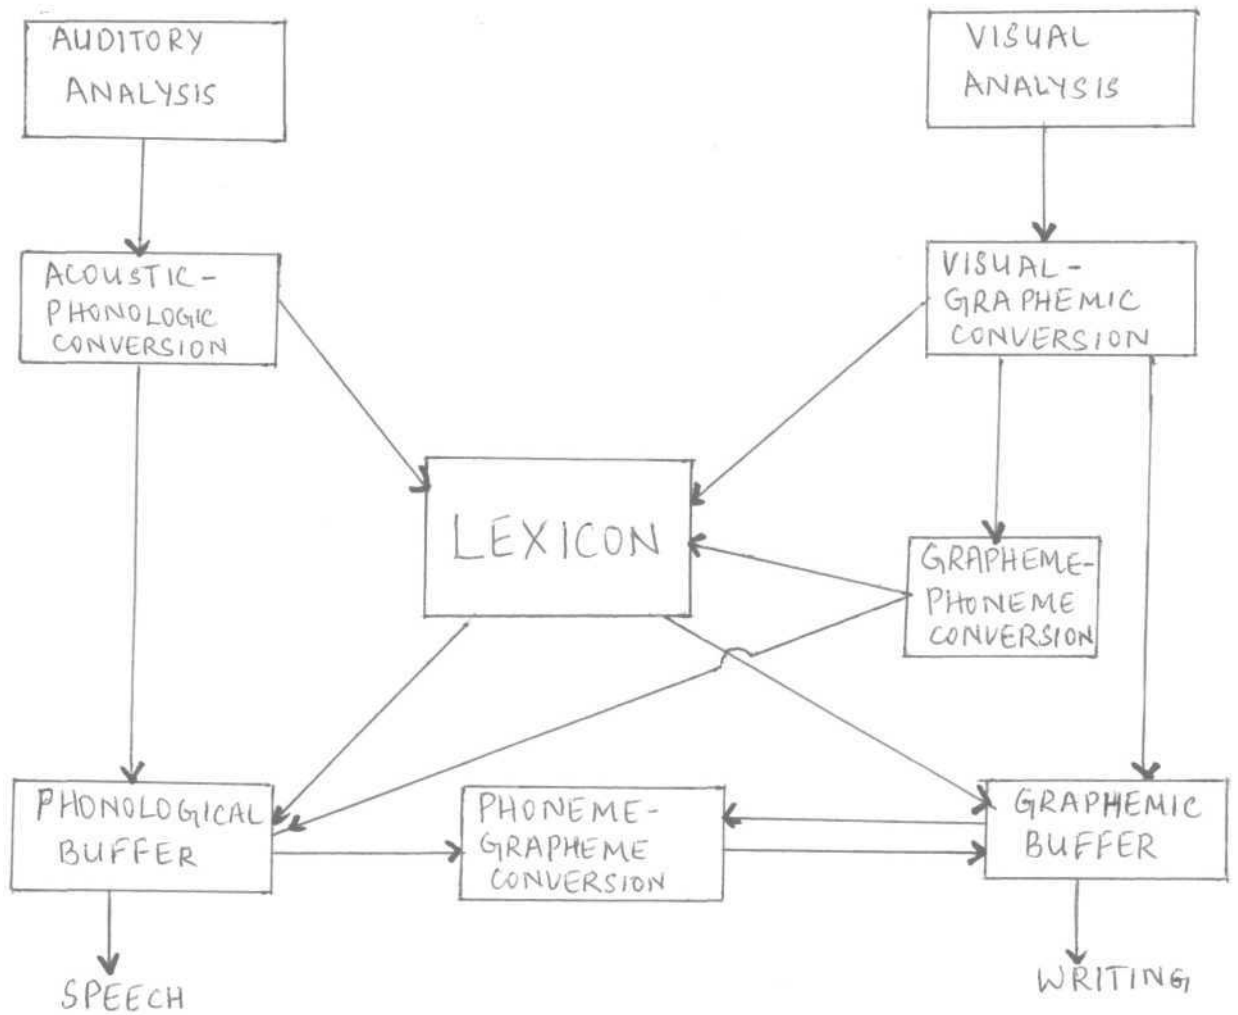 AUDITORY
ANALYSIS
VISUAL
ANALYSIS
ACOUSTIC-
PHONOLOGIC
CONVERSION
VISUAL-
GRAPHEMIC
CONVERSION
LEXICON
GRAPHEME-
PHONEME
CONVERSION
PHONOLOGICAL
BUFFER
PHONEME-
GRAPHEME
CONVERSION
GRAPHEMIC
BUFFER
SPEECH
WRITING